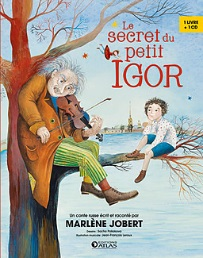 Le
secret du
petit
IGOR
1 LIVRE
+ 1 CD
Un conte russe écrit et raconté par
MARLÈNE JOBERT
EDITIONS
ATLAS